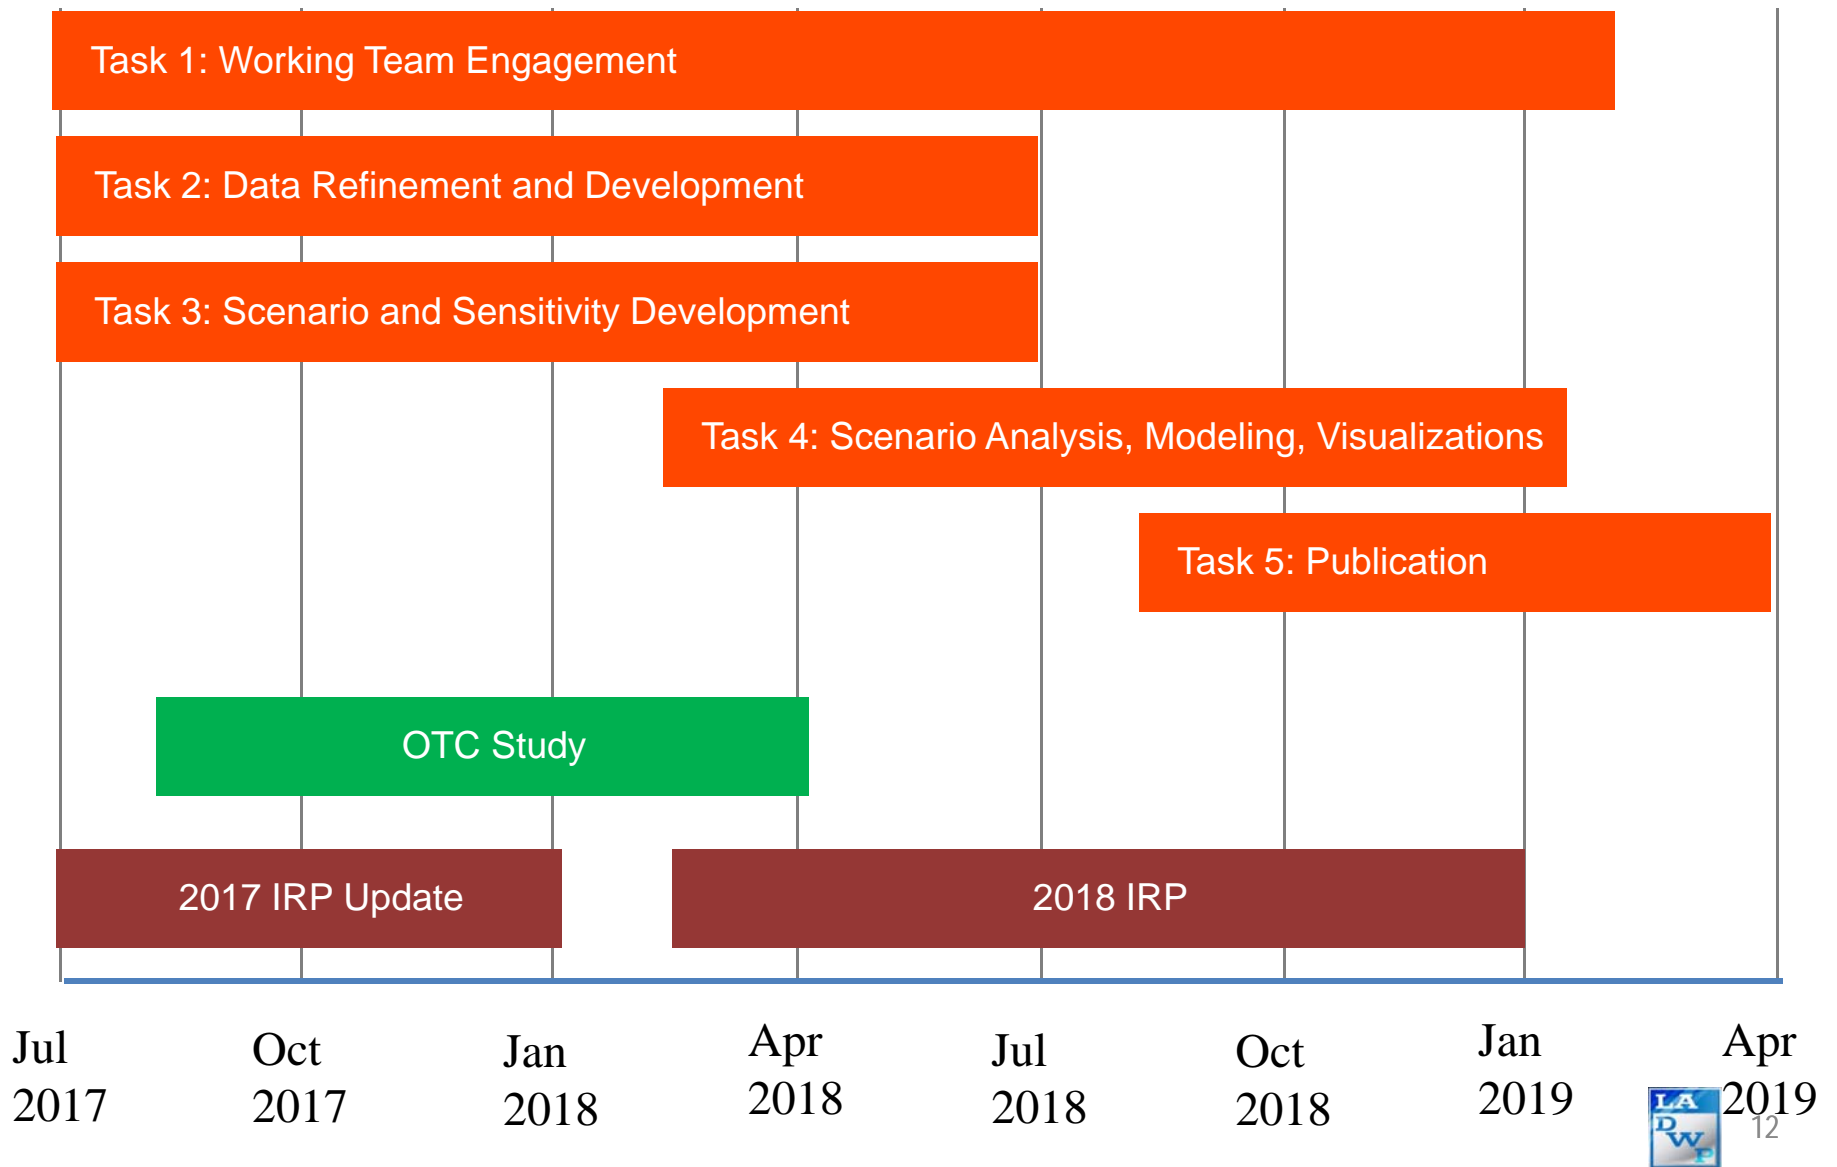 Task 1: Working Team Engagement
Task 2: Data Refinement and Development
Task 3: Scenario and Sensitivity Development
Task 4: Scenario Analysis, Modeling, Visualizations
Task 5: Publication
OTC Study
2017 IRP Update
2018 IRP
Jul
2017
Oct
2017
Jan
2018
Apr
2018
Jul
2018
Oct
2018
Jan
2019
Apr
2019
LA
DWP
12